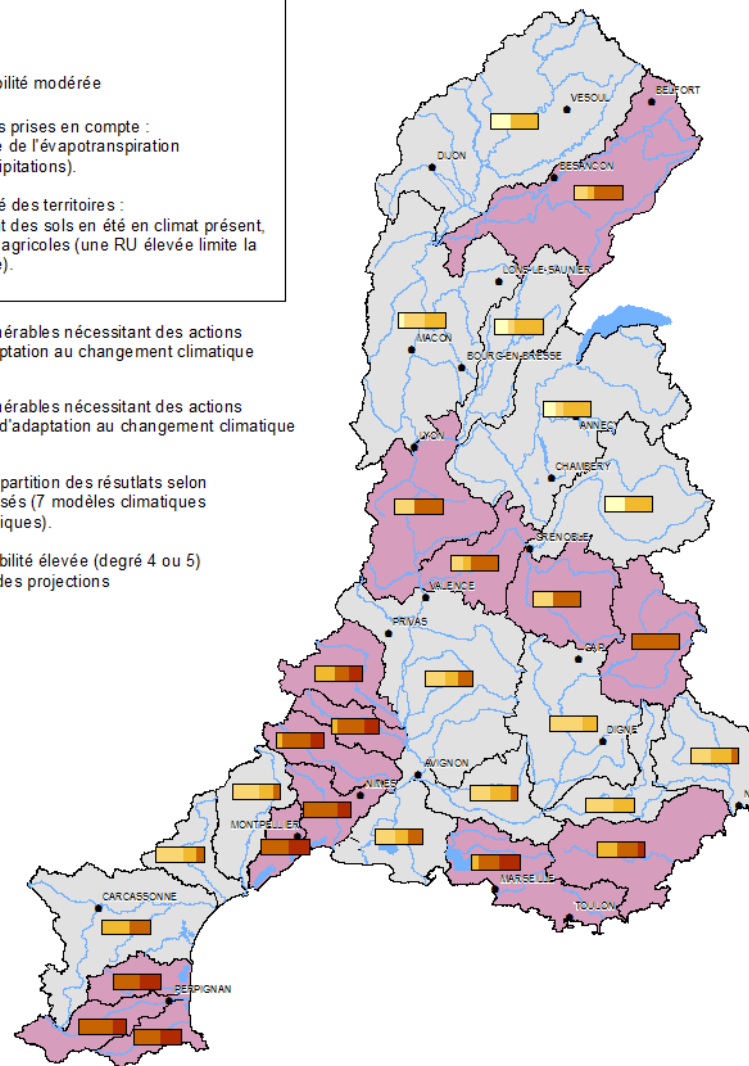 bilité modérée
s prises en compte :
e de l'évapotranspiration
ipitations).
é des territoires :
t des sols en été en climat présent,
agricoles (une RU élevée limite la
e).
nérables nécessitant des actions
ptation au changement climatique
nérables nécessitant des actions
d'adaptation au changement climatique
partition des résutlats selon
sés (7 modèles climatiques
iques).
bilité élevée (degré 4 ou 5)
des projections
BELFORT
VESOUL
DIJON
BESANCON
LONS-LE-SAUNIER
MACON
BOURG-EN-BRESSE
ANNECY
LYON
CHAMBERY
GRENOBLE
VALENCE
PRIVAS
GAP
DIGNE
AVIGNON
NIMES
N
MONTPELLIER
MARSEILLE
CARCASSONNE
TOULON
PERPIGNAN